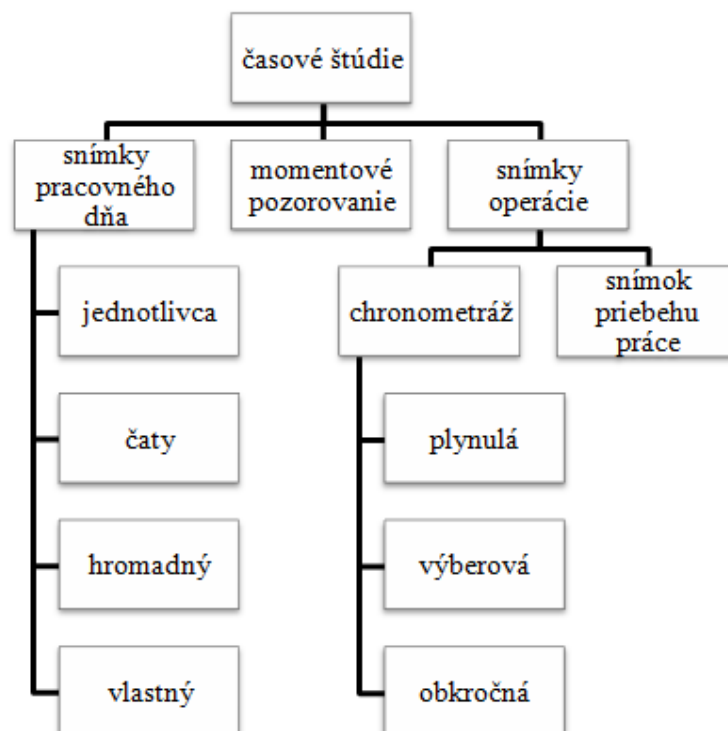 časové štúdie
snímky
pracovného
dňa
momentové
pozorovanie
snímky
operácie
jednotlivca
čaty
hromadný
vlastný
chronometráž
plynulá
výberová
obkročná
snímok
priebehu
práce